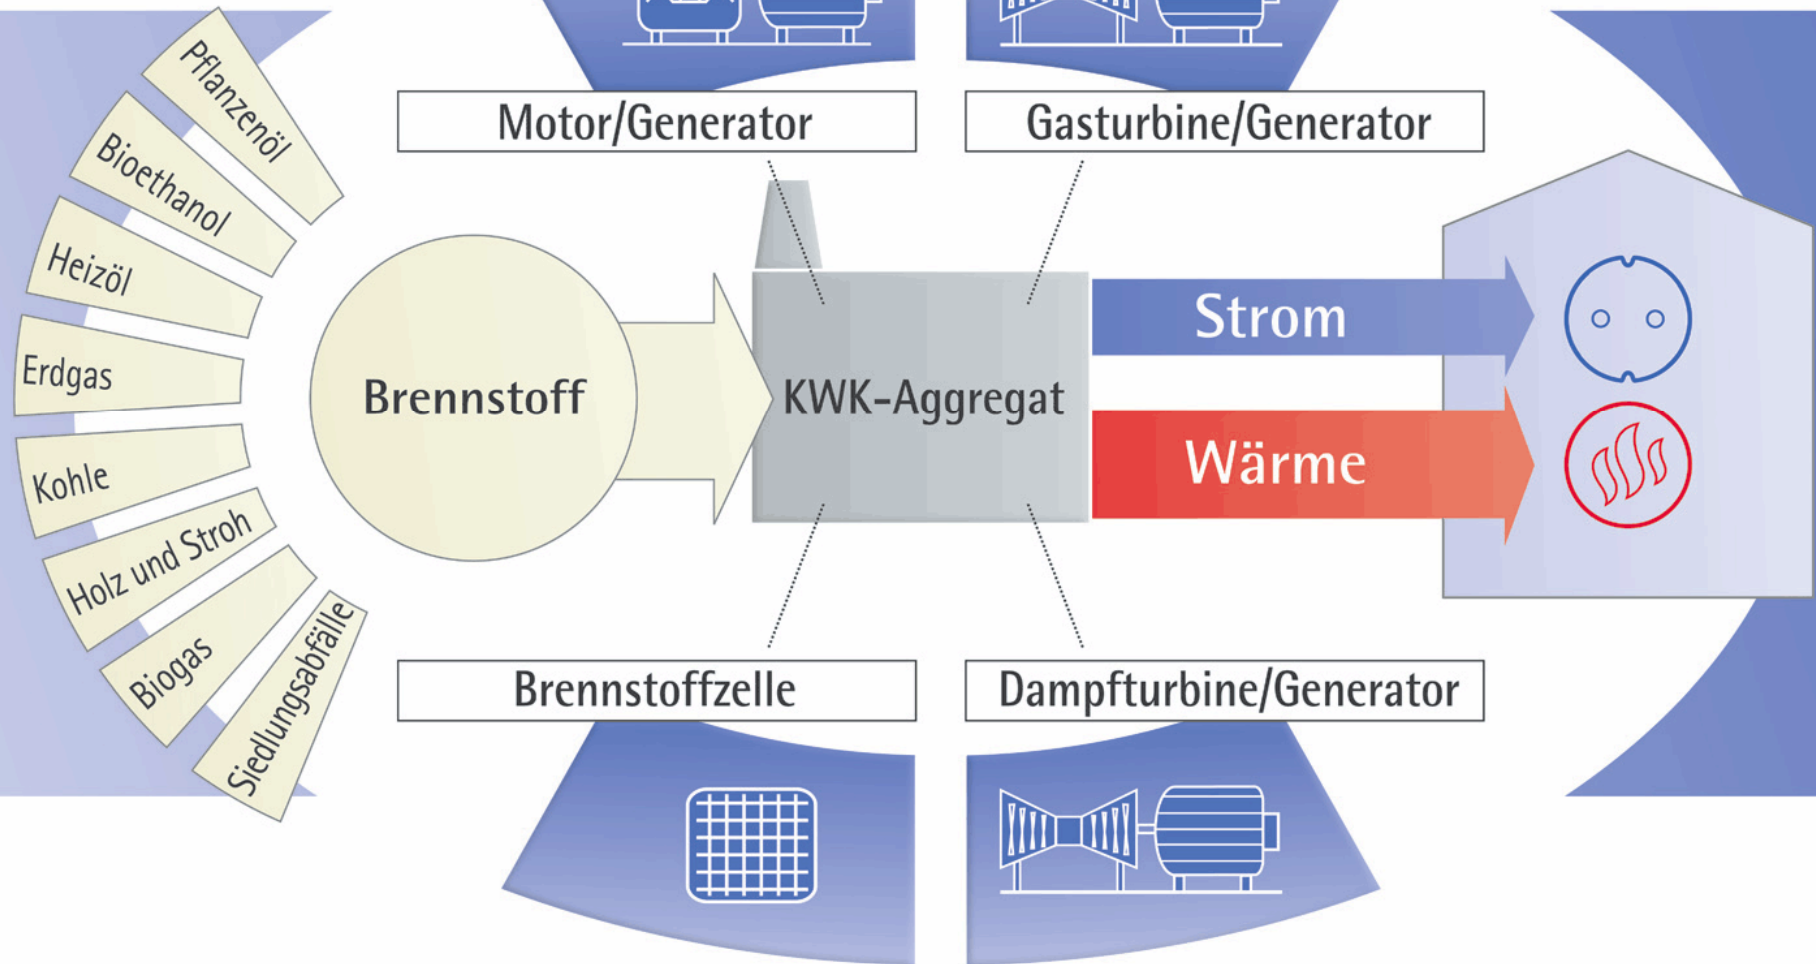 Pflanzenöl
Bioethanol
Heizöl
Erdgas
Kohle
Holz und Stroh
Biogas
Siedlungsabfälle
Brennstoff
Motor/Generator
Gasturbine/Generator
KWK-Aggregat
Strom
Wärme
Brennstoffzelle
Dampfturbine/Generator